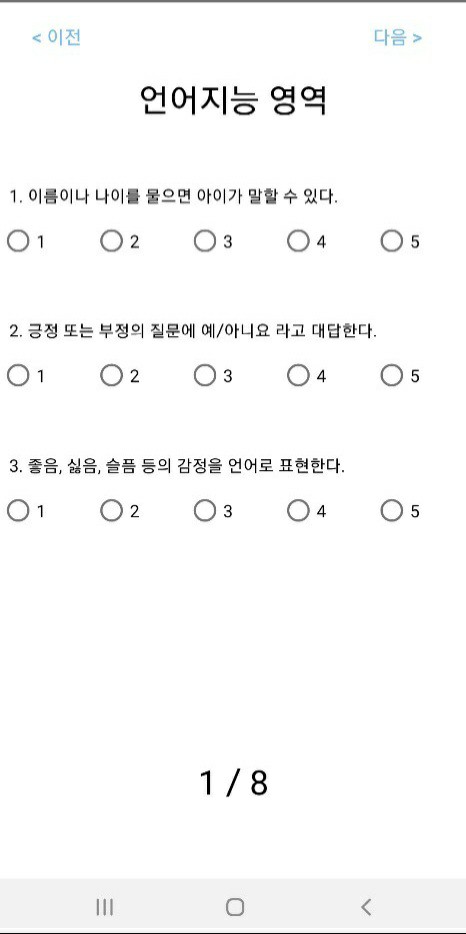 < 이전 다음 >
언어지능 영역
1. 이름이나 나이를 물으면 아이가 말할 수 있다.
1 2 3 4 5
2. 긍정 또는 부정의 질문에 예/아니요 라고 대답한다.
1 2 3 4 5
3. 좋음, 싫음, 슬픔 등의 감정을 언어로 표현한다.
1 2 3 4 5
1 / 8